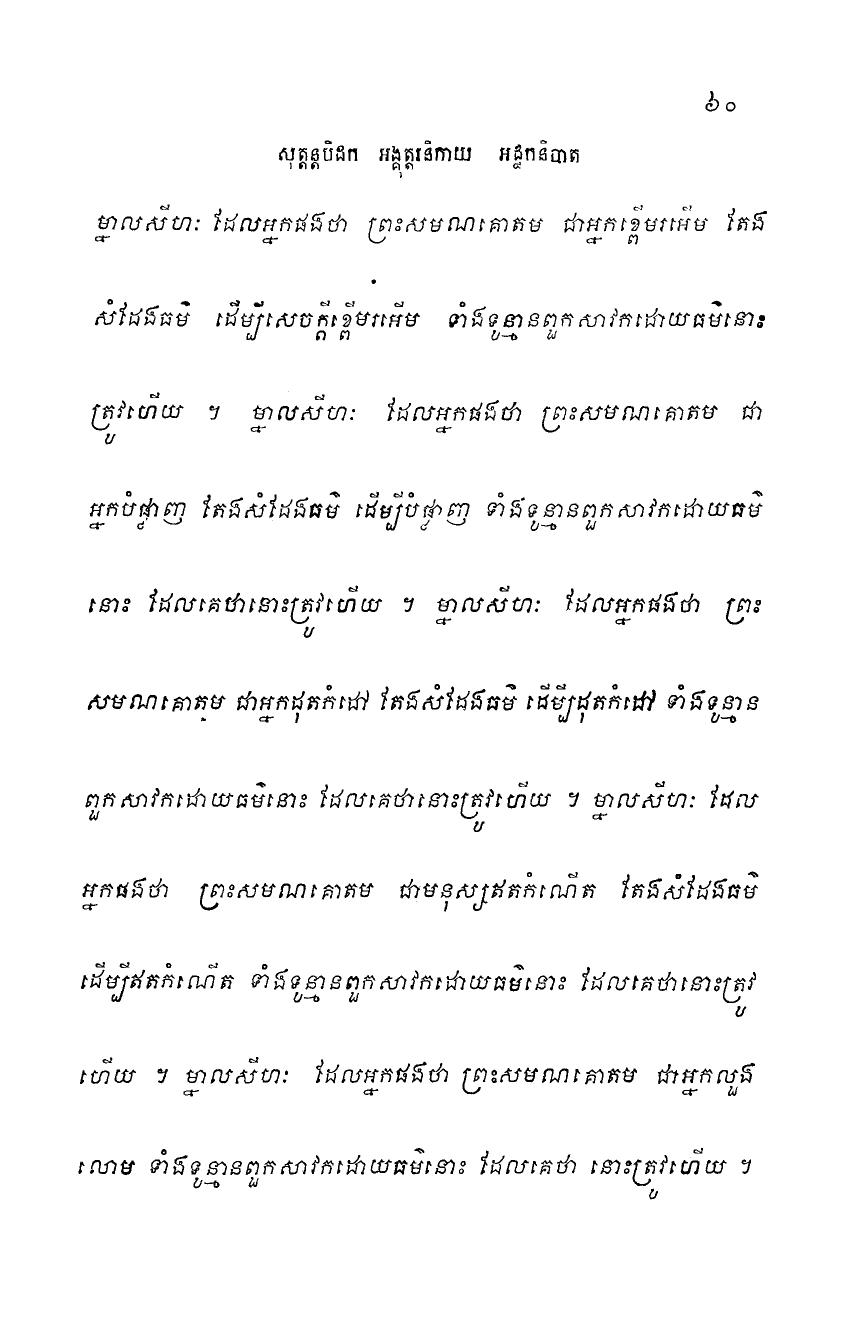 ៦០
សុត្តន្តបិដក អង្គុត្តរនិកាយ អដ្ឋកនិបាត
ម្នាលសីហៈ ដែលអ្នកផងថា ព្រះសមណគោតម ជាអ្នកខ្ពើមរអើម តែង
សំដែងធម៌ ដើម្បីសេចក្តីខ្ពើមរអើម ទាំងទូន្មានពួកសាវកដោយធម៌នោះ
ត្រូវហើយ ។ ម្នាលសីហៈ ដែលអ្នកផងថា ព្រះសមណគោតម ជា
អ្នកបំផ្លាញ តែងសំដែងធម៌ ដើម្បីបំផ្លាញ ទាំងទូន្មានពួកសាវកដោយធម៌
នោះ ដែលគេថានោះត្រូវហើយ ។ ម្នាលសីហៈ ដែលអ្នកផងថា ព្រះ
សមណគោតម ជាអ្នកដុតកំដៅ តែងសំដែងធម៌ ដើម្បីដុតកំដៅ ទាំងទូន្មាន
ពួកសាវកដោយធម៌នោះ ដែលគេថានោះត្រូវហើយ ។ ម្នាលសីហៈ ដែល
អ្នកផងថា ព្រះសមណគោតម ជាមនុស្សឥតកំណើត តែងសំដែងធម៌
ដើម្បីឥតកំណើត ទាំងទូន្មានពួកសាវកដោយធម៌នោះ ដែលគេថានោះត្រូវ
ហើយ ។ ម្នាលសីហៈ ដែលអ្នកផងថា ព្រះសមណគោតម ជាអ្នកលួង
លោម ទាំងទូន្មានពួកសាវកដោយធម៌នោះ ដែលគេថា នោះត្រូវហើយ ។